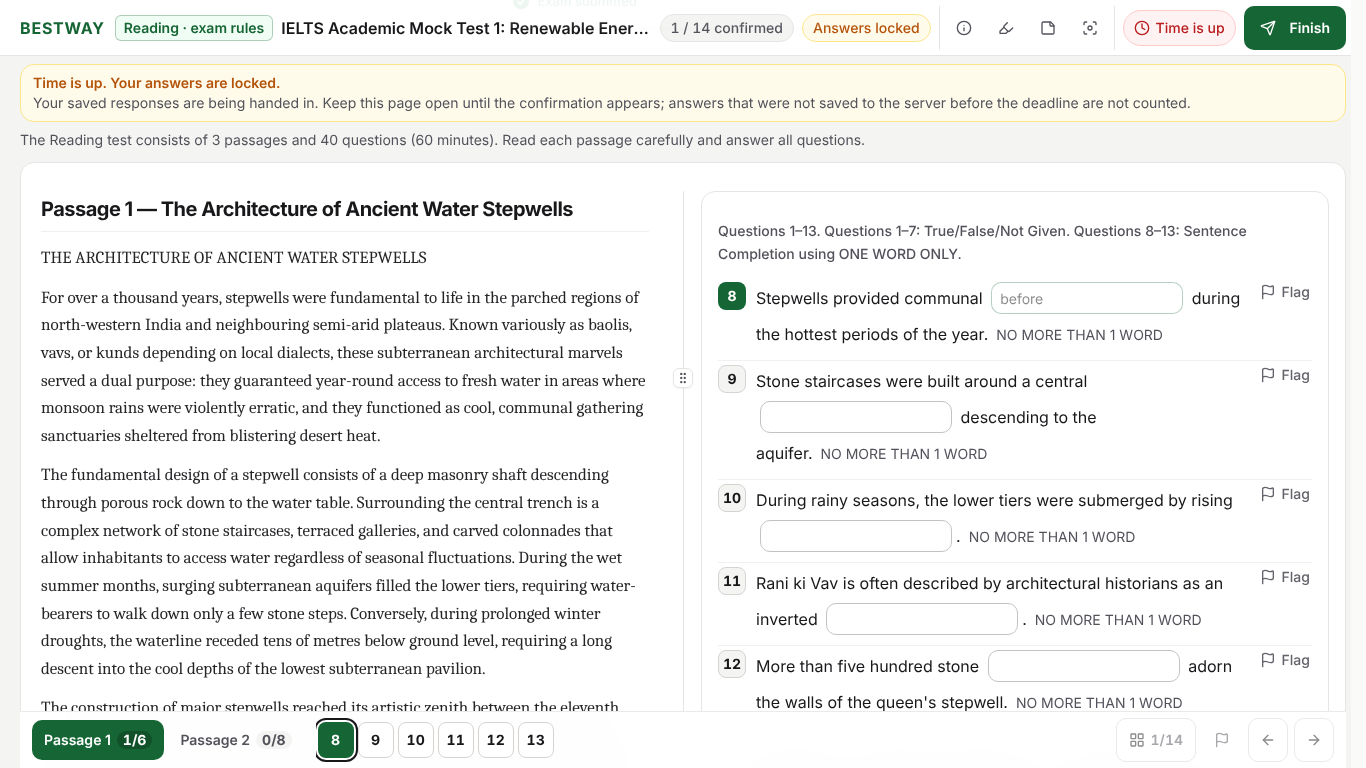 Exam submitted
BESTWAY
Reading · exam rules
IELTS Academic Mock Test 1: Renewable Ener...
1 / 14 confirmed
Answers locked
Time is up
Finish
Time is up. Your answers are locked.
Your saved responses are being handed in. Keep this page open until the confirmation appears; answers that were not saved to the server before the deadline are not counted.
The Reading test consists of 3 passages and 40 questions (60 minutes). Read each passage carefully and answer all questions.
Passage 1 — The Architecture of Ancient Water Stepwells
THE ARCHITECTURE OF ANCIENT WATER STEPWELLS
For over a thousand years, stepwells were fundamental to life in the parched regions of
north-western India and neighbouring semi-arid plateaus. Known variously as baolis,
vavs, or kunds depending on local dialects, these subterranean architectural marvels
served a dual purpose: they guaranteed year-round access to fresh water in areas where
monsoon rains were violently erratic, and they functioned as cool, communal gathering
sanctuaries sheltered from blistering desert heat.
The fundamental design of a stepwell consists of a deep masonry shaft descending
through porous rock down to the water table. Surrounding the central trench is a
complex network of stone staircases, terraced galleries, and carved colonnades that
allow inhabitants to access water regardless of seasonal fluctuations. During the wet
summer months, surging subterranean aquifers filled the lower tiers, requiring water-
bearers to walk down only a few stone steps. Conversely, during prolonged winter
droughts, the waterline receded tens of metres below ground level, requiring a long
descent into the cool depths of the lowest subterranean pavilion.
The construction of major stepwells reached its artistic zenith between the eleventh
Questions 1–13. Questions 1–7: True/False/Not Given. Questions 8–13: Sentence
Completion using ONE WORD ONLY.
8 Stepwells provided communal before during Flag
the hottest periods of the year. NO MORE THAN 1 WORD
9 Stone staircases were built around a central Flag
descending to the
aquifer. NO MORE THAN 1 WORD
10 During rainy seasons, the lower tiers were submerged by rising Flag
. NO MORE THAN 1 WORD
11 Rani ki Vav is often described by architectural historians as an Flag
inverted . NO MORE THAN 1 WORD
12 More than five hundred stone adorn Flag
the walls of the queen's stepwell. NO MORE THAN 1 WORD
Passage 1 1/6
Passage 2 0/8
8 9 10 11 12 13
1/14